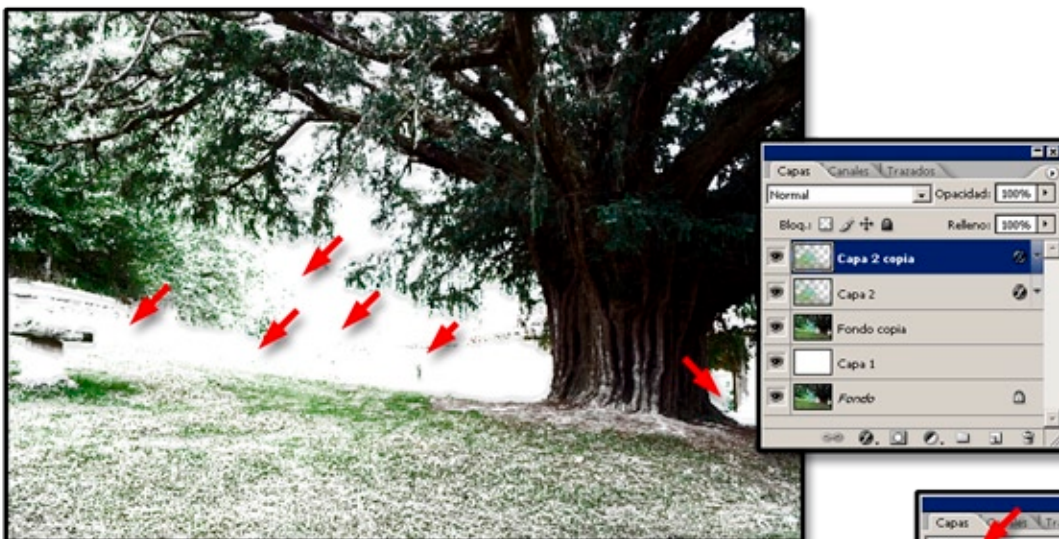 Capas Canales Trazados
Normal Opacidad: 100%
Bloq.: Relleno: 100%
Capa 2 copia
Capa 2
Fondo copia
Capa 1
Fondo
Capas